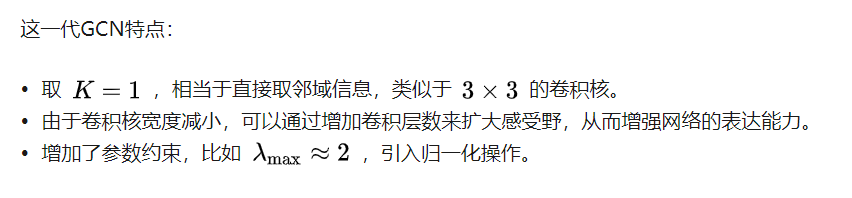 这一代GCN特点：
• 取 K = 1 ，相当于直接取邻域信息，类似于 3 × 3 的卷积核。
• 由于卷积核宽度减小，可以通过增加卷积层数来扩大感受野，从而增强网络的表达能力。
• 增加了参数约束，比如 λmax ≈ 2 ，引入归一化操作。